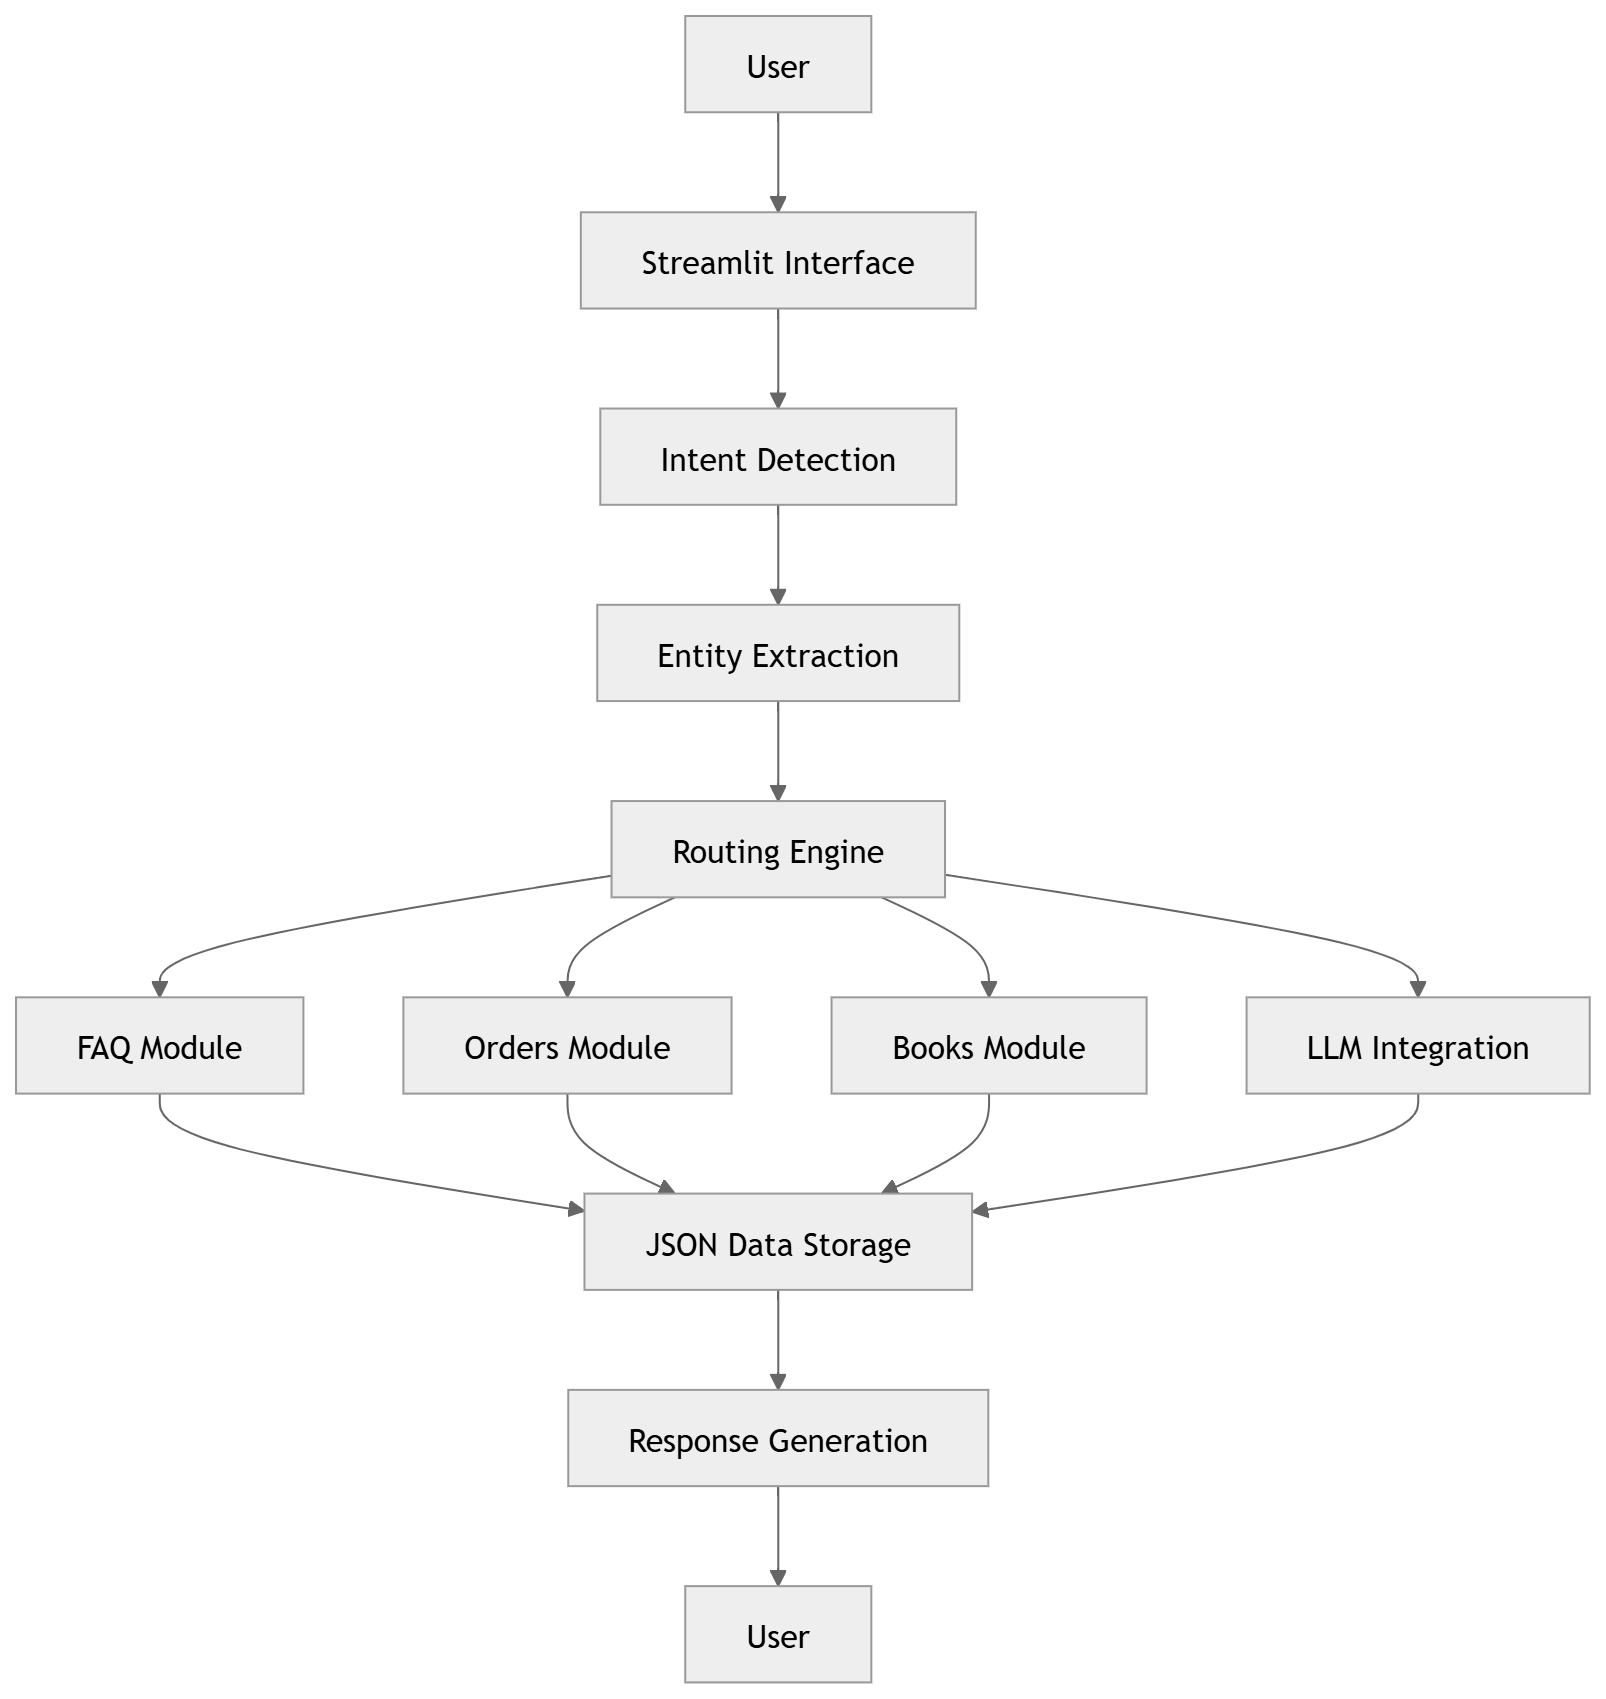 User
Streamlit Interface
Intent Detection
Entity Extraction
Routing Engine
FAQ Module
Orders Module
Books Module
LLM Integration
JSON Data Storage
Response Generation
User